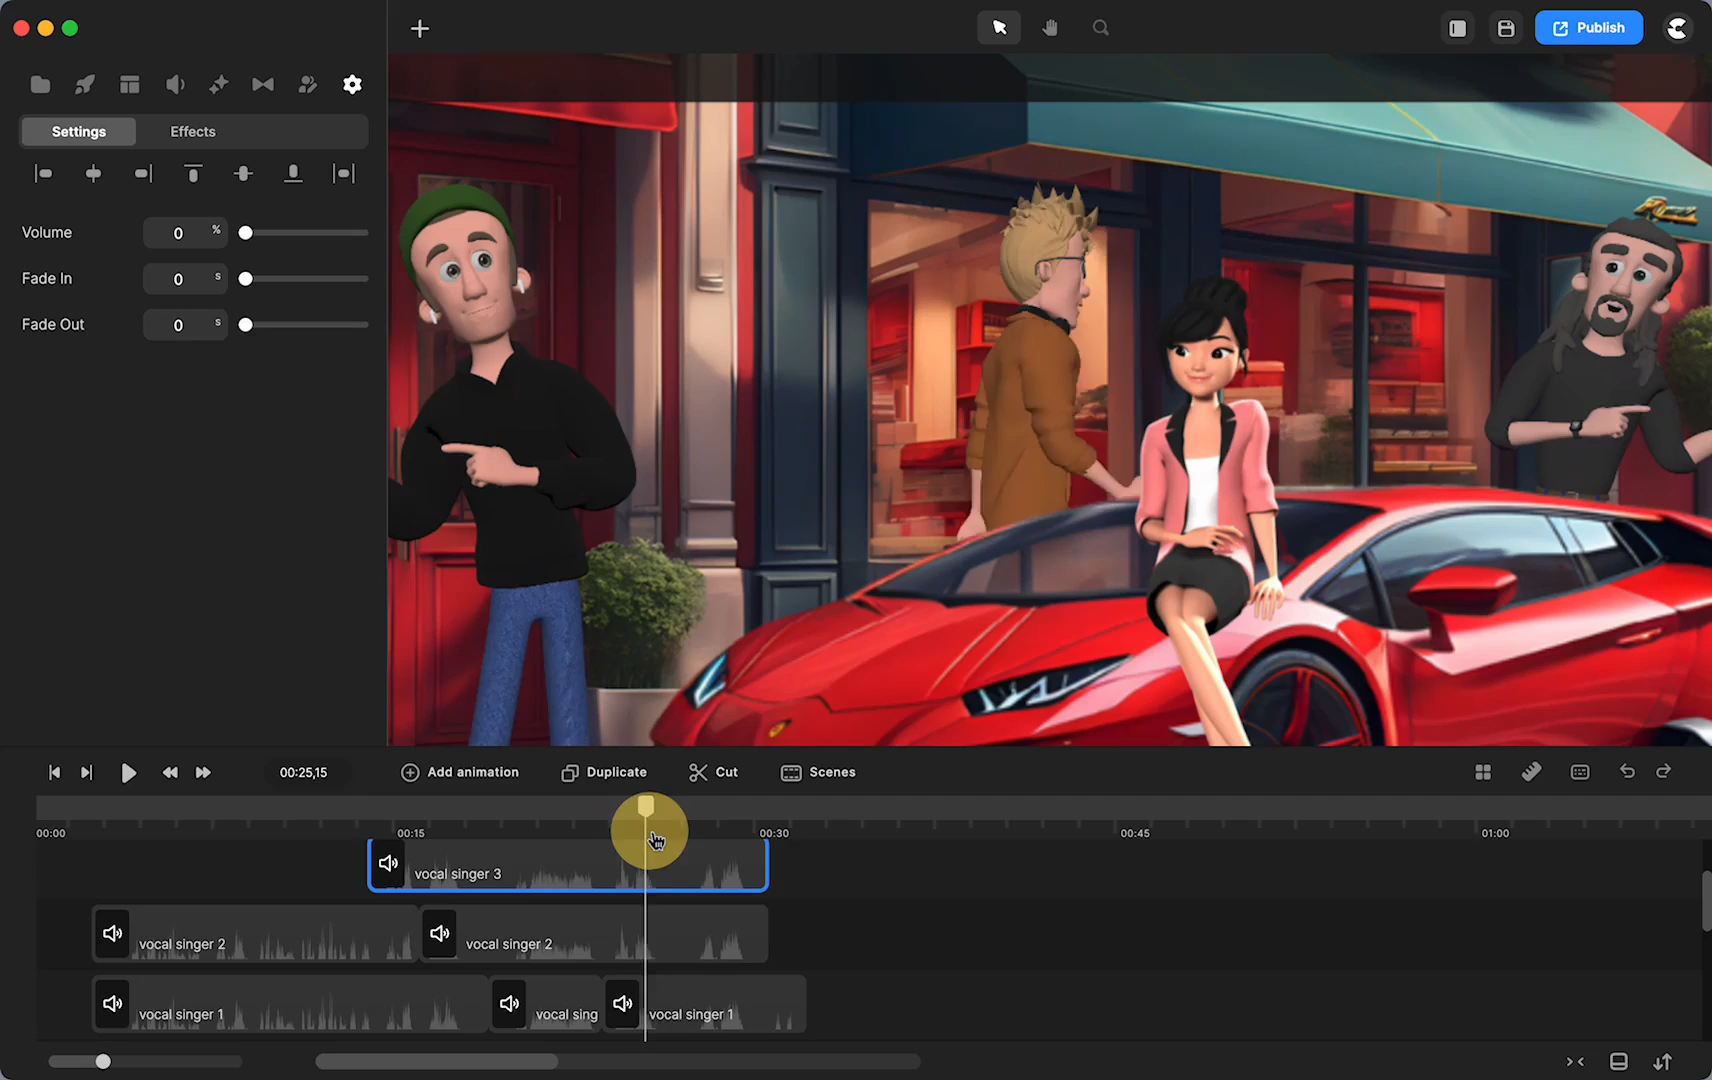 Publish
Settings
Effects
Volume
0 %
Fade In
0 s
Fade Out
0 s
00:25,15
Add animation
Duplicate
Cut
Scenes
00:00
00:15
00:30
00:45
01:00
vocal singer 3
vocal singer 2
vocal singer 2
vocal singer 1
vocal sing
vocal singer 1